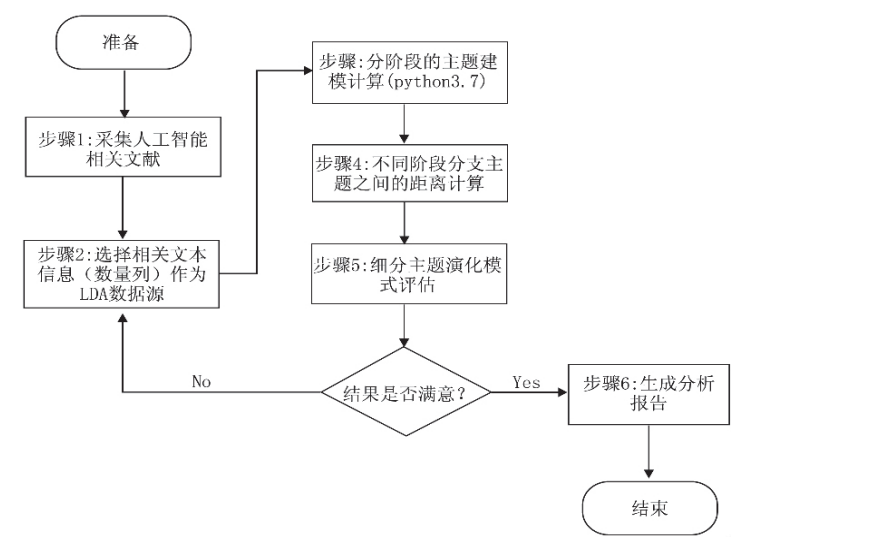 准备
步骤1:采集人工智能
相关文献
步骤2:选择相关文本
信息（数量列）作为
LDA数据源
步骤:分阶段的主题建
模计算(python3.7)
步骤4:不同阶段分支主
题之间的距离计算
步骤5:细分主题演化模
式评估
结果是否满意?
No
Yes
步骤6:生成分析
报告
结束